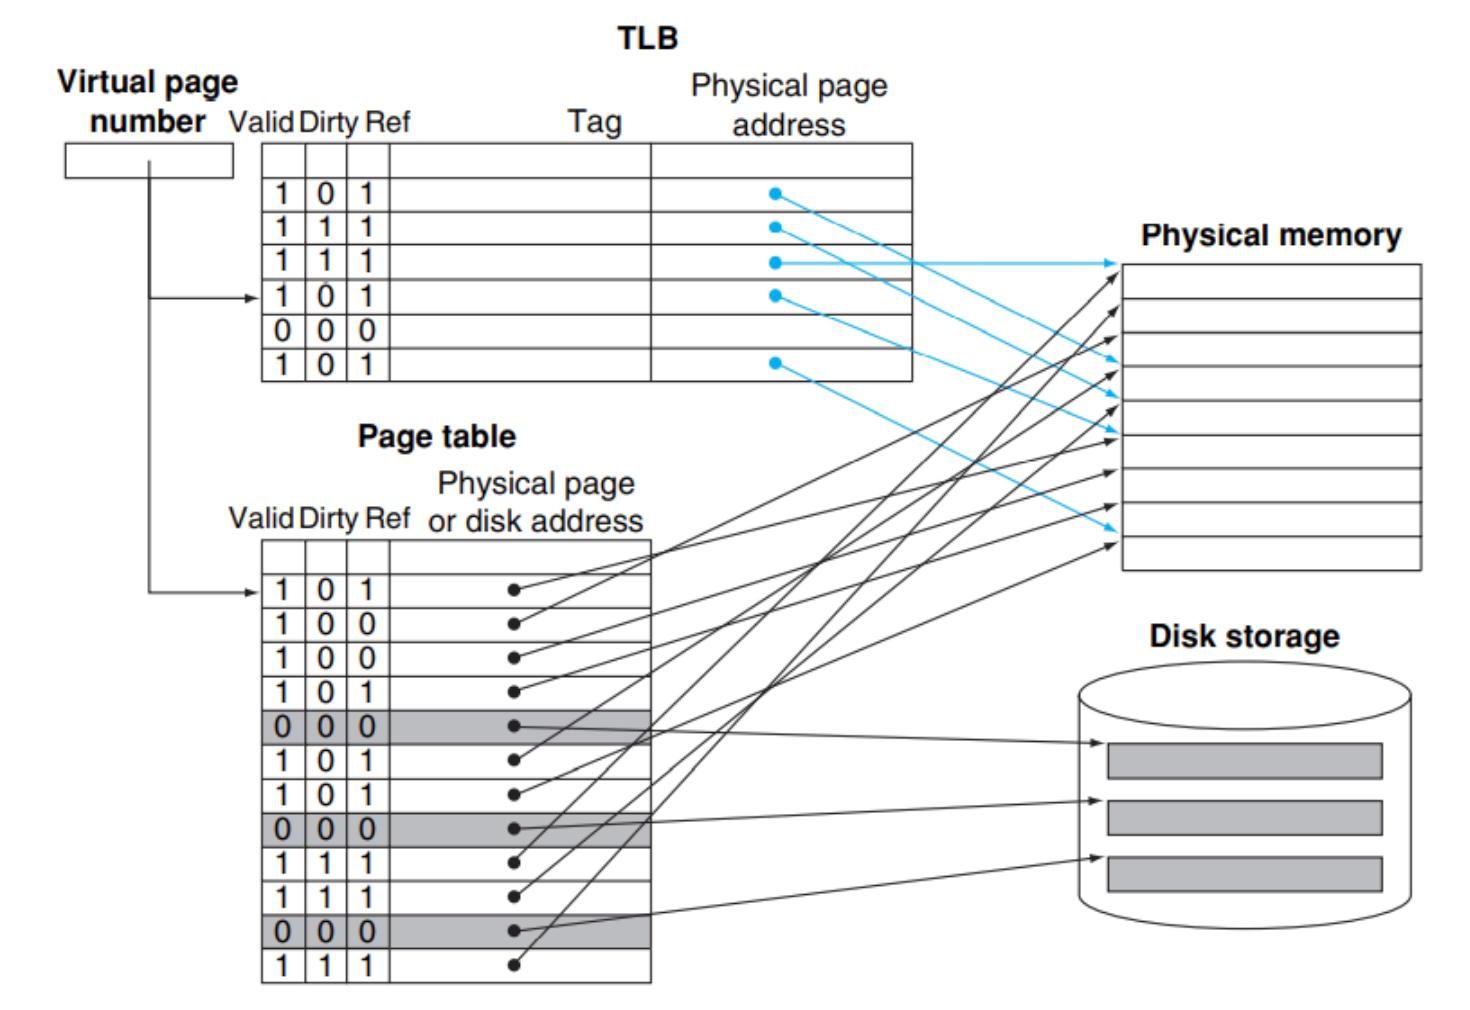 TLB
Virtual page
number
Physical page
address
Valid Dirty Ref
Tag
1 0 1
1 1 1
1 1 1
1 0 1
0 0 0
1 0 1
Physical memory
Page table
Physical page
or disk address
Valid Dirty Ref
1 0 1
1 0 0
1 0 0
1 0 1
0 0 0
1 0 1
1 0 1
0 0 0
1 1 1
1 1 1
0 0 0
1 1 1
Disk storage